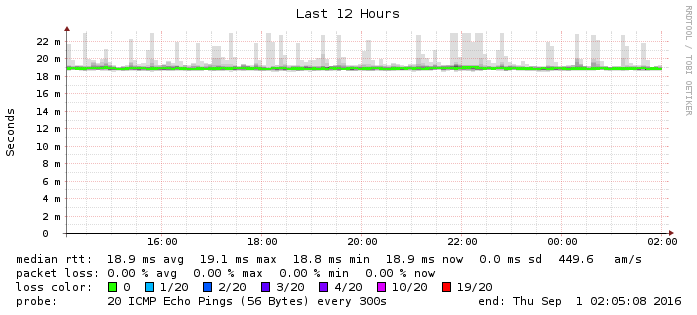 Last 12 Hours
RRDTOOL / TOBI OETIKER
Seconds
22 m
20 m
18 m
16 m
14 m
12 m
10 m
8 m
6 m
4 m
2 m
0
16:00 18:00 20:00 22:00 00:00 02:00
median rtt: 18.9 ms avg 19.1 ms max 18.8 ms min 18.9 ms now 0.0 ms sd 449.6 am/s
packet loss: 0.00 % avg 0.00 % max 0.00 % min 0.00 % now
loss color: 0 1/20 2/20 3/20 4/20 10/20 19/20
probe: 20 ICMP Echo Pings (56 Bytes) every 300s end: Thu Sep 1 02:05:08 2016